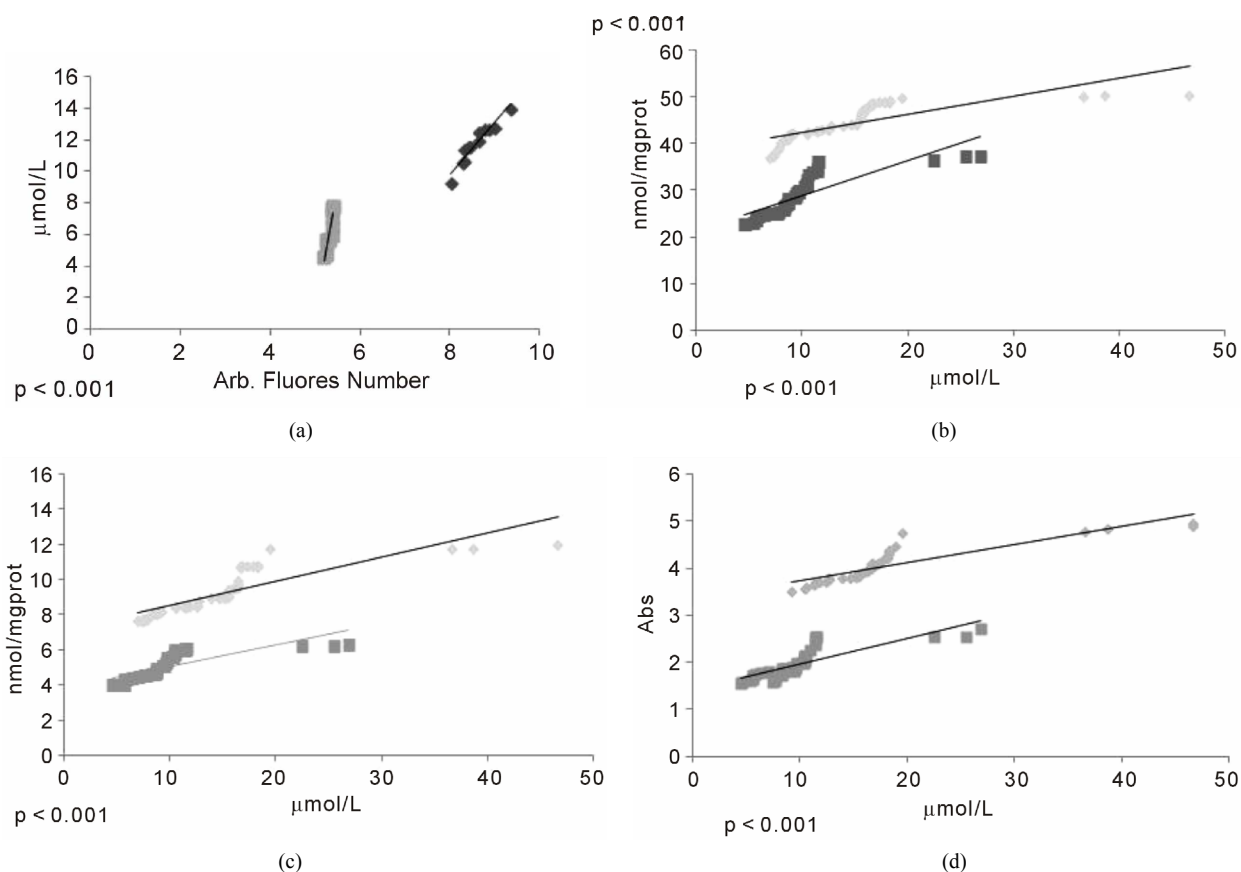 p < 0.001
16
14
12
10
8
6
4
2
0
μmol/L
0 2 4 6 8 10
Arb. Fluores Number
p < 0.001
(a)
60
50
40
30
20
10
0
nmol/mgprot
0 10 20 30 40 50
μmol/L
p < 0.001
(b)
16
14
12
10
8
6
4
2
0
nmol/mgprot
0 10 20 30 40 50
μmol/L
p < 0.001
(c)
6
5
4
3
2
1
0
Abs
0 10 20 30 40 50
μmol/L
p < 0.001
(d)